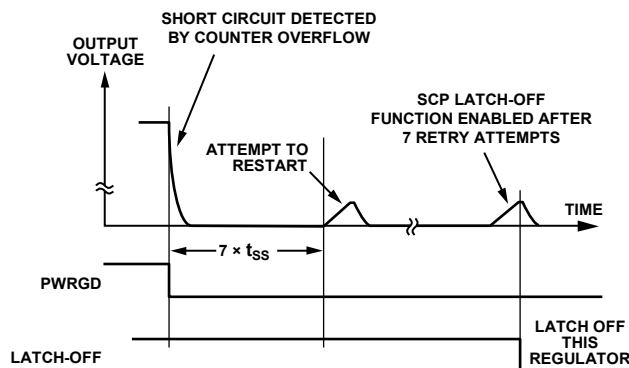 SHORT CIRCUIT DETECTED
BY COUNTER OVERFLOW
OUTPUT
VOLTAGE
SCP LATCH-OFF
FUNCTION ENABLED AFTER
7 RETRY ATTEMPTS
ATTEMPT TO
RESTART
TIME
7 × tSS
PWRGD
LATCH OFF
THIS
REGULATOR
LATCH-OFF